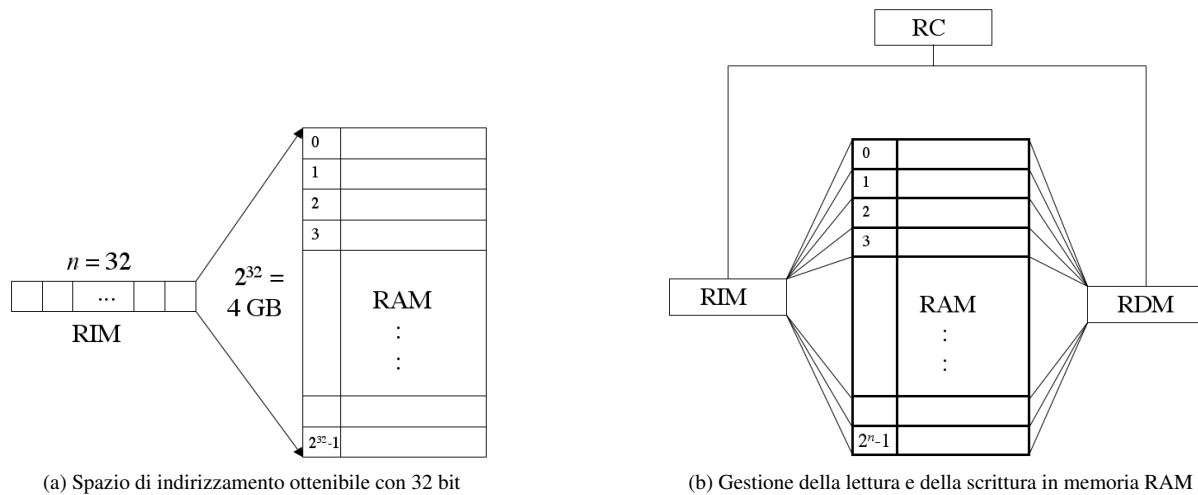 n = 32
...
RIM
2³² =
4 GB
0
1
2
3
RAM
2³²-1
(a) Spazio di indirizzamento ottenibile con 32 bit
RC
RIM
0
1
2
3
RAM
2ⁿ-1
RDM
(b) Gestione della lettura e della scrittura in memoria RAM